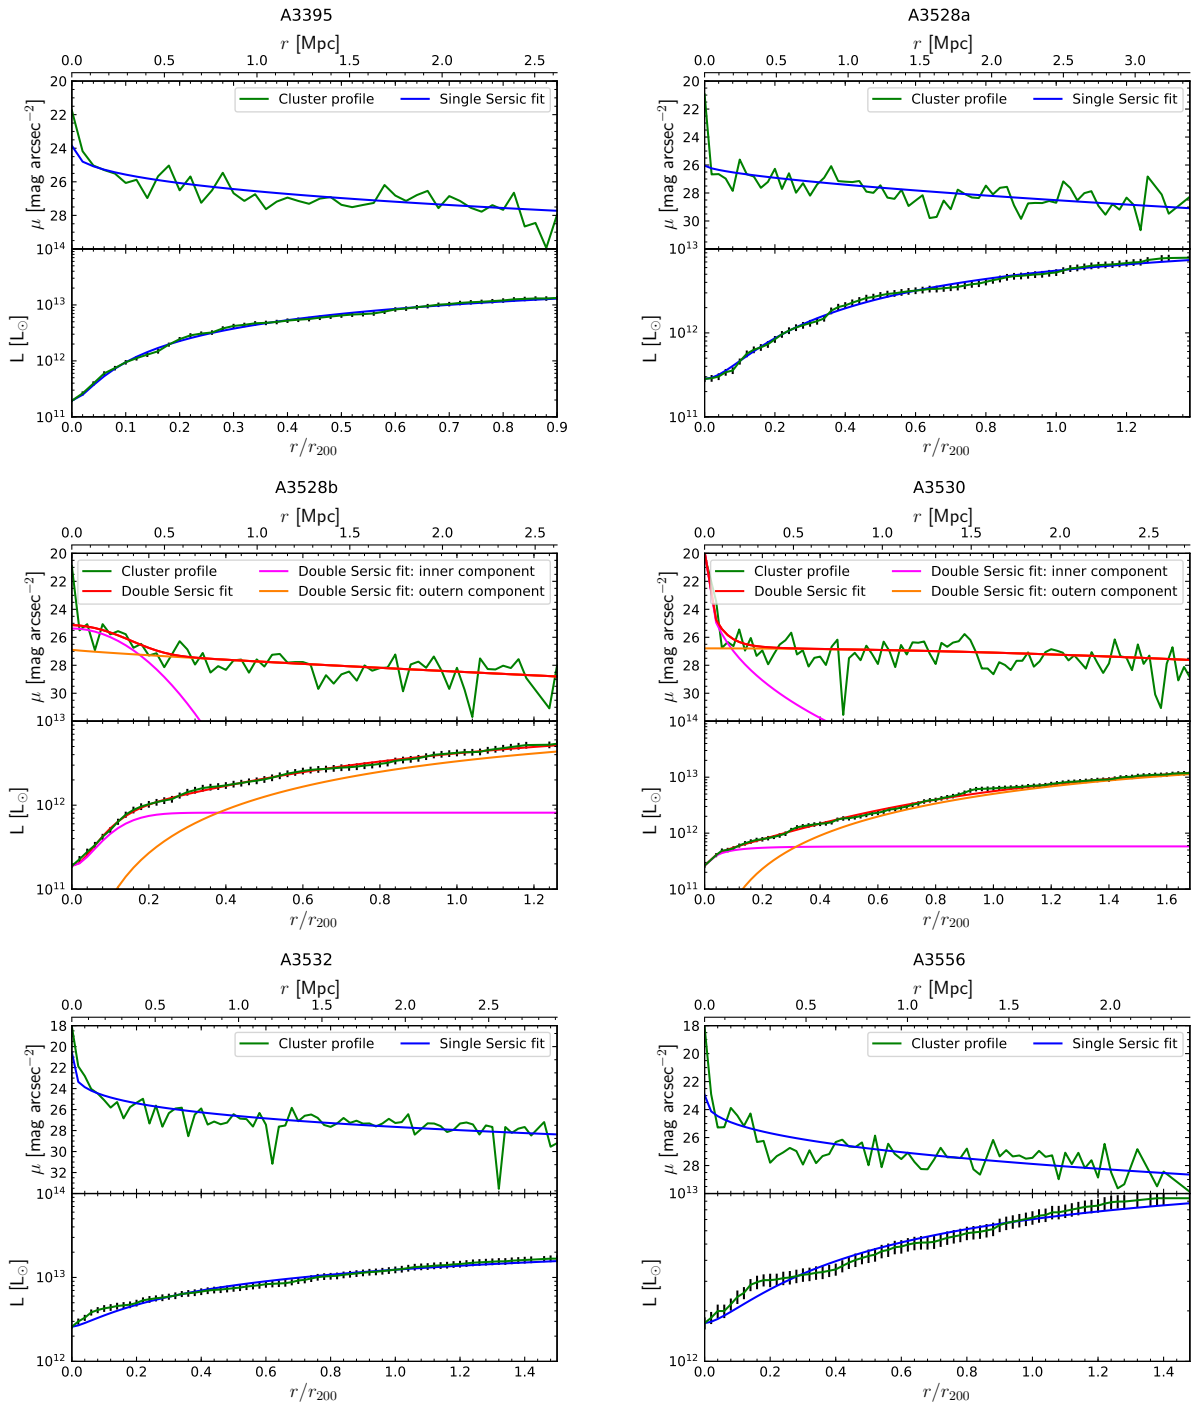 A3395
r [Mpc]
0.0 0.5 1.0 1.5 2.0 2.5
20
22
24
26
28
μ [mag arcsec⁻²]
Cluster profile Single Sersic fit
10¹⁴
10¹³
10¹²
10¹¹
L [L☉]
0.0 0.1 0.2 0.3 0.4 0.5 0.6 0.7 0.8 0.9
r/r₂₀₀
A3528a
r [Mpc]
0.0 0.5 1.0 1.5 2.0 2.5 3.0
20
22
24
26
28
30
μ [mag arcsec⁻²]
Cluster profile Single Sersic fit
10¹³
10¹²
10¹¹
L [L☉]
0.0 0.2 0.4 0.6 0.8 1.0 1.2
r/r₂₀₀
A3528b
r [Mpc]
0.0 0.5 1.0 1.5 2.0 2.5
20
22
24
26
28
30
μ [mag arcsec⁻²]
Cluster profile Double Sersic fit: inner component
Double Sersic fit Double Sersic fit: outern component
10¹³
10¹²
10¹¹
L [L☉]
0.0 0.2 0.4 0.6 0.8 1.0 1.2
r/r₂₀₀
A3530
r [Mpc]
0.0 0.5 1.0 1.5 2.0 2.5
20
22
24
26
28
30
μ [mag arcsec⁻²]
Cluster profile Double Sersic fit: inner component
Double Sersic fit Double Sersic fit: outern component
10¹⁴
10¹³
10¹²
10¹¹
L [L☉]
0.0 0.2 0.4 0.6 0.8 1.0 1.2 1.4 1.6
r/r₂₀₀
A3532
r [Mpc]
0.0 0.5 1.0 1.5 2.0 2.5
18
20
22
24
26
28
30
32
μ [mag arcsec⁻²]
Cluster profile Single Sersic fit
10¹⁴
10¹³
10¹²
L [L☉]
0.0 0.2 0.4 0.6 0.8 1.0 1.2 1.4
r/r₂₀₀
A3556
r [Mpc]
0.0 0.5 1.0 1.5 2.0
18
20
22
24
26
28
μ [mag arcsec⁻²]
Cluster profile Single Sersic fit
10¹³
10¹²
L [L☉]
0.0 0.2 0.4 0.6 0.8 1.0 1.2 1.4
r/r₂₀₀